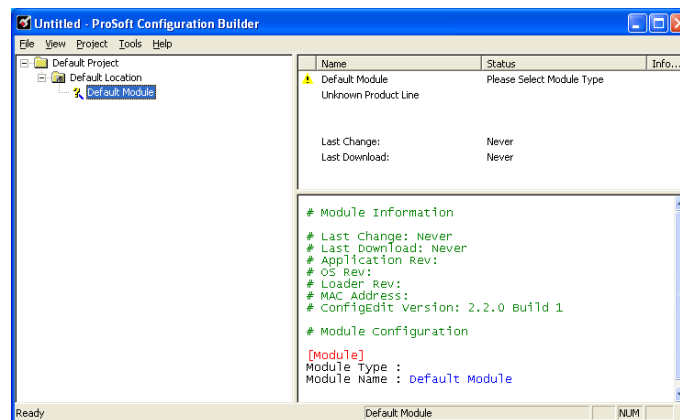 Untitled - ProSoft Configuration Builder
File View Project Tools Help
Default Project
Default Location
Default Module
Name Status Info...
Default Module Please Select Module Type
Unknown Product Line
Last Change: Never
Last Download: Never
# Module Information
# Last Change: Never
# Last Download: Never
# Application Rev:
# OS Rev:
# Loader Rev:
# MAC Address:
# ConfigEdit Version: 2.2.0 Build 1
# Module Configuration
[Module]
Module Type :
Module Name : Default Module
Ready Default Module NUM